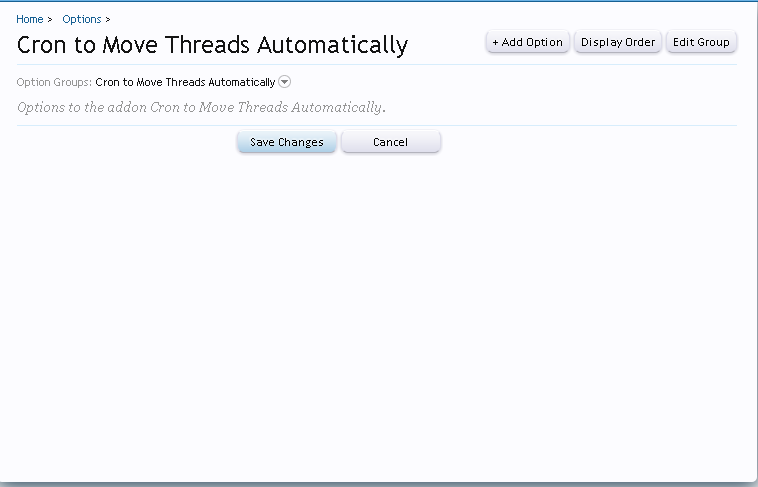 Home > Options >
Cron to Move Threads Automatically
+ Add Option Display Order Edit Group
Option Groups: Cron to Move Threads Automatically
Options to the addon Cron to Move Threads Automatically.
Save Changes Cancel